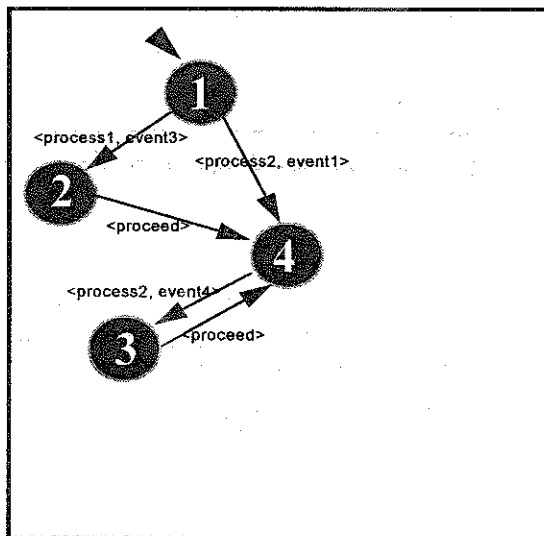 1
<process1, event3>
<process2, event1>
2
<proceed>
4
<process2, event4>
<proceed>
3